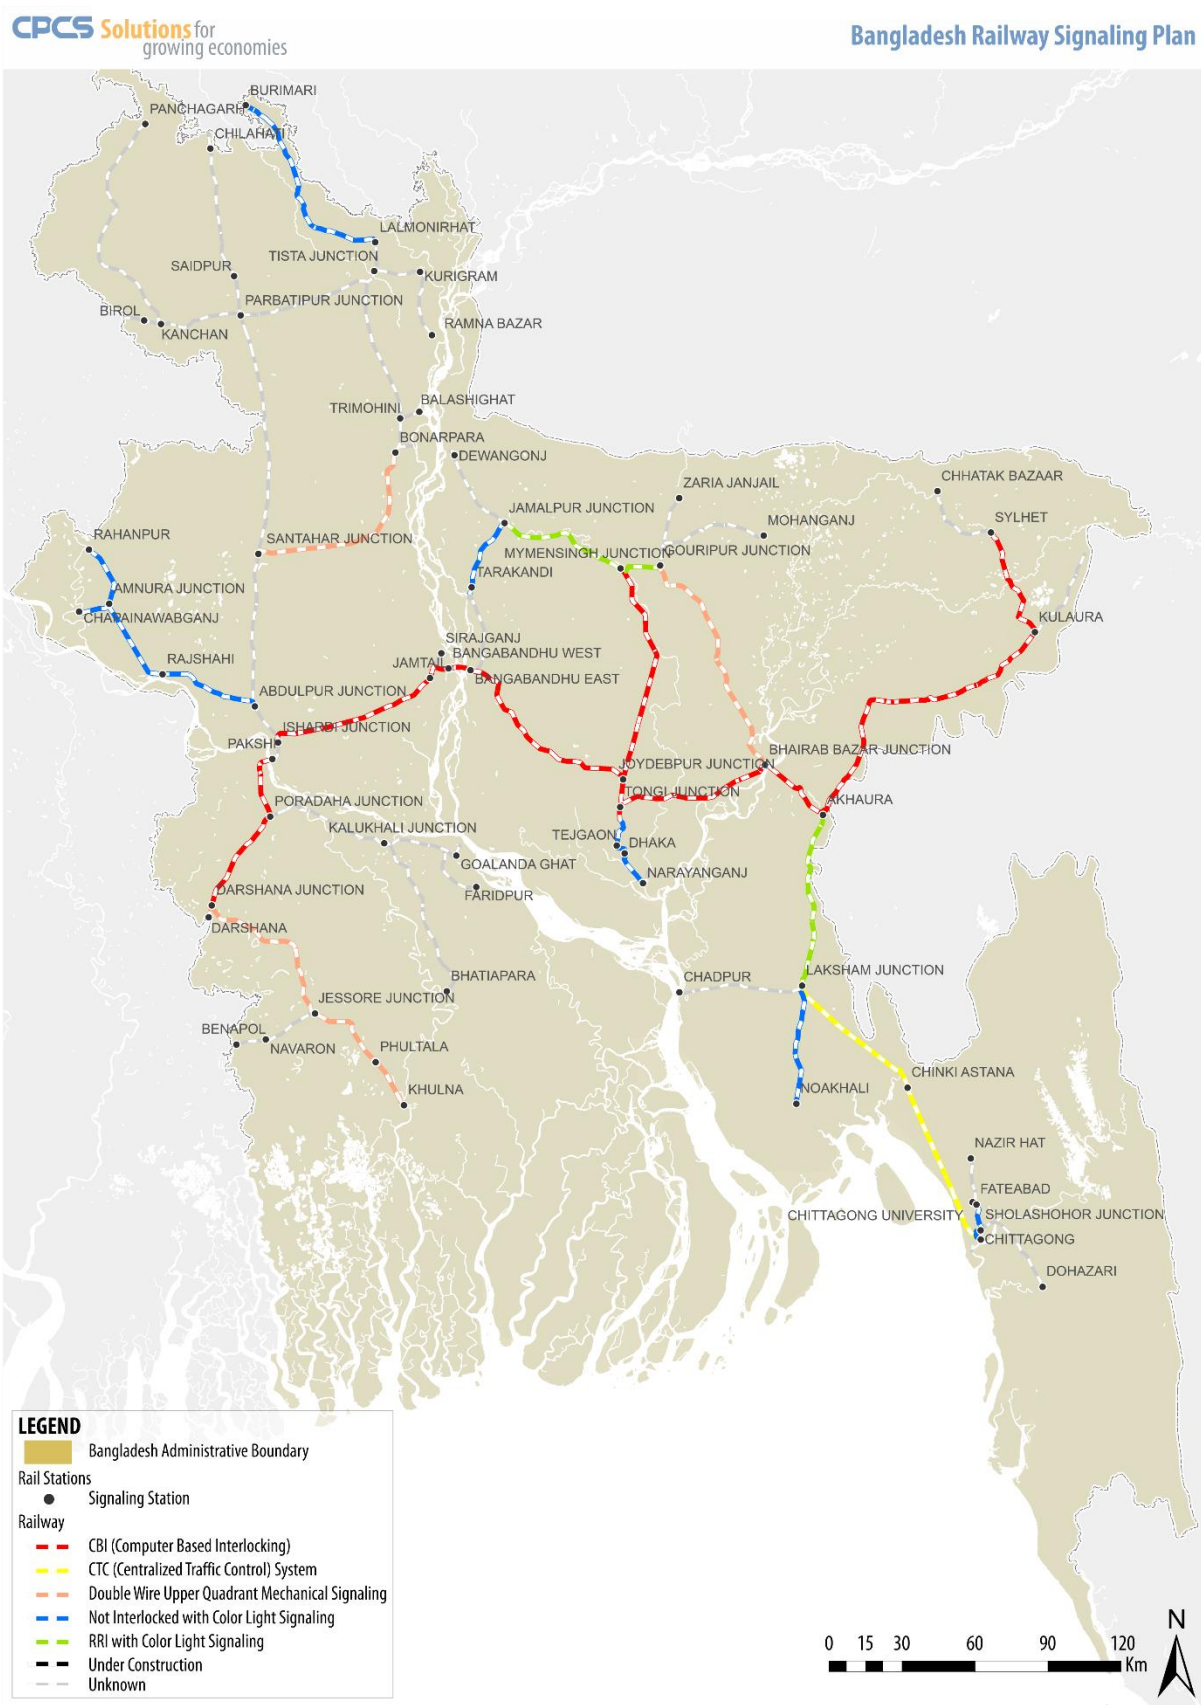 CPCS Solutions for
growing economies
Bangladesh Railway Signaling Plan
BURIMARI
PANCHAGARH
CHILAHATI
LALMONIRHAT
TISTA JUNCTION
SAIDPUR
KURIGRAM
PARBATIPUR JUNCTION
BIROL
KANCHAN
RAMNA BAZAR
BALASHIGHAT
TRIMOHINI
BONARPARA
DEWANGONJ
ZARIA JANJAIL
CHHATAK BAZAAR
JAMALPUR JUNCTION
MOHANGANJ
SYLHET
RAHANPUR
SANTAHAR JUNCTION
MYMENSINGH JUNCTION
GOURIPUR JUNCTION
TARAKANDI
AMNURA JUNCTION
CHAPAINAWABGANJ
KULAURA
SIRAJGANJ
BANGABANDHU WEST
JAMTAIL
RAJSHAHI
BANGABANDHU EAST
ABDULPUR JUNCTION
ISHARDI JUNCTION
PAKSHI
BHAIRAB BAZAR JUNCTION
JOYDEBPUR JUNCTION
TONGI JUNCTION
AKHAURA
PORADAHA JUNCTION
KALUKHALI JUNCTION
TEJGAON
DHAKA
GOALANDA GHAT
NARAYANGANJ
DARSHANA JUNCTION
FARIDPUR
DARSHANA
LAKSHAM JUNCTION
BHATIAPARA
CHADPUR
JESSORE JUNCTION
BENAPOL
NAVARON
PHULTALA
CHINKI ASTANA
KHULNA
NOAKHALI
NAZIR HAT
FATEABAD
CHITTAGONG UNIVERSITY
SHOLASHOHOR JUNCTION
CHITTAGONG
DOHAZARI
LEGEND
Bangladesh Administrative Boundary
Rail Stations
Signaling Station
Railway
CBI (Computer Based Interlocking)
CTC (Centralized Traffic Control) System
Double Wire Upper Quadrant Mechanical Signaling
Not Interlocked with Color Light Signaling
RRI with Color Light Signaling
Under Construction
Unknown
0 15 30 60 90 120
Km
N